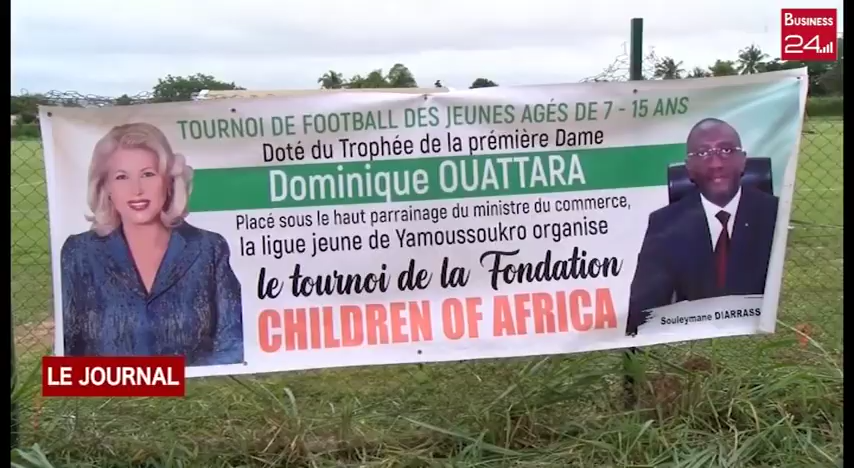 BUSINESS
24
TOURNOI DE FOOTBALL DES JEUNES AGÉS DE 7 - 15 ANS
Doté du Trophée de la prémière Dame
Dominique OUATTARA
Placé sous le haut parrainage du ministre du commerce,
la ligue jeune de Yamoussoukro organise
le tournoi de la Fondation
CHILDREN OF AFRICA
Souleymane DIARRASS
LE JOURNAL